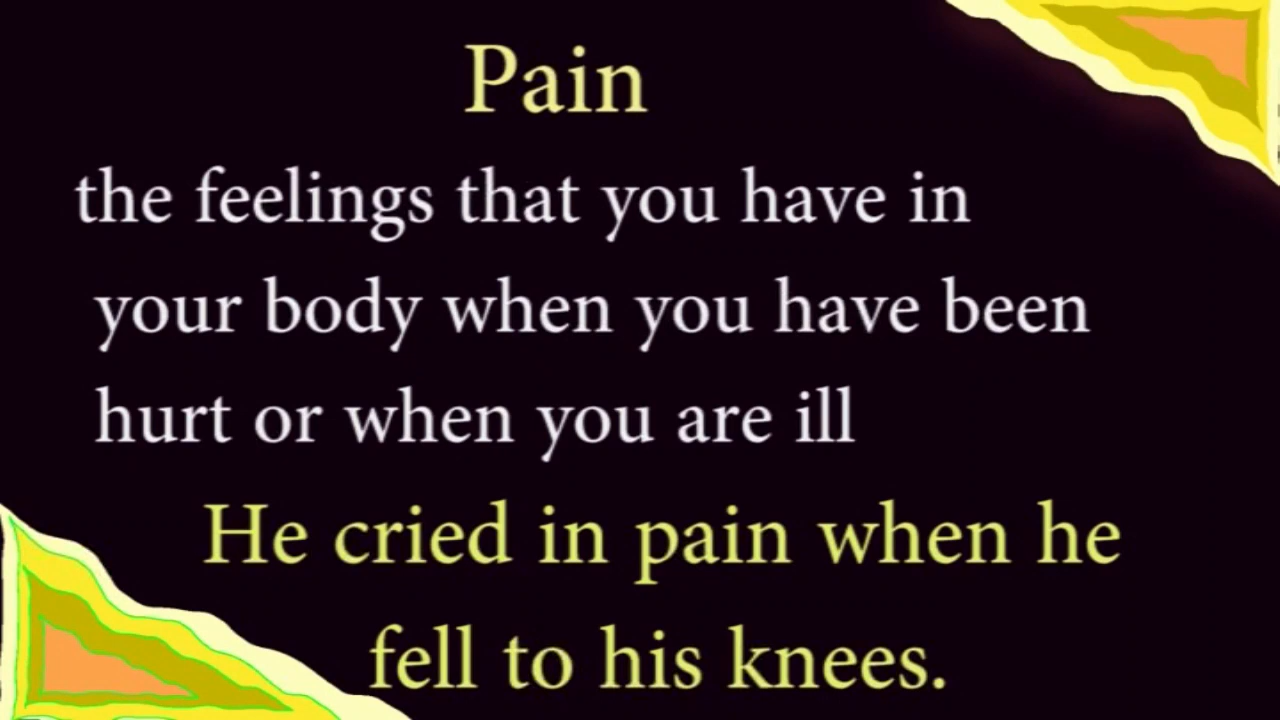 Pain
the feelings that you have in
your body when you have been
hurt or when you are ill
He cried in pain when he
fell to his knees.